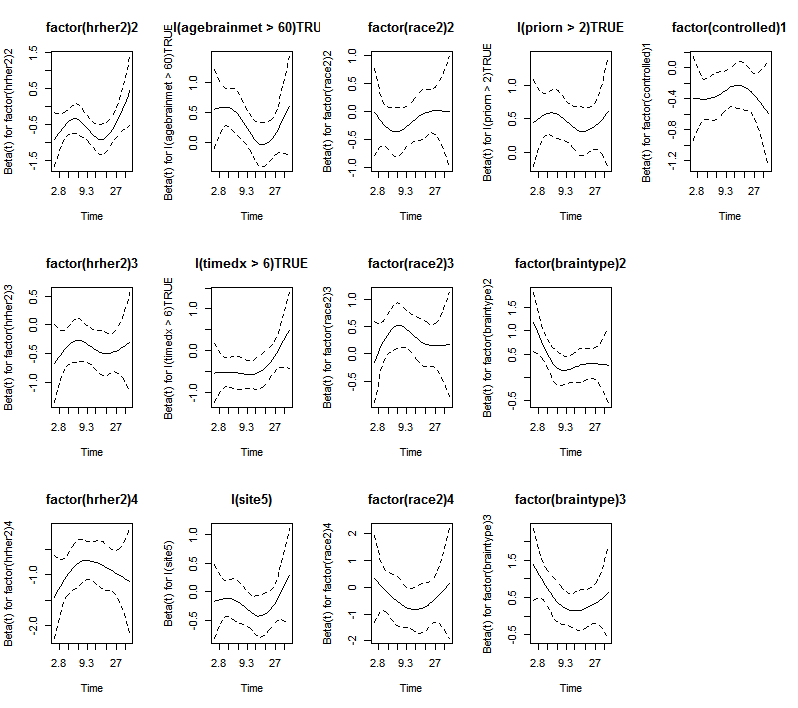 factor(hrher2)2
I(agebrainmet > 60)TRU
factor(race2)2
I(priorn > 2)TRUE
factor(controlled)1
Beta(t) for factor(hrher2)2
-1.5
-0.5
0.5
1.5
2.8
9.3
27
Time
Beta(t) for I(agebrainmet > 60)TRUE
0.0
0.5
1.0
2.8
9.3
27
Time
Beta(t) for factor(race2)2
-1.0
-0.5
0.0
0.5
1.0
2.8
9.3
27
Time
Beta(t) for I(priorn > 2)TRUE
0.0
0.5
1.0
2.8
9.3
27
Time
Beta(t) for factor(controlled)1
-1.2
-0.8
-0.4
0.0
2.8
9.3
27
Time
factor(hrher2)3
I(timedx > 6)TRUE
factor(race2)3
factor(braintype)2
Beta(t) for factor(hrher2)3
-1.0
-0.5
0.0
0.5
2.8
9.3
27
Time
Beta(t) for I(timedx > 6)TRUE
-1.0
0.0
0.5
1.0
2.8
9.3
27
Time
Beta(t) for factor(race2)3
-0.5
0.0
0.5
1.0
2.8
9.3
27
Time
Beta(t) for factor(braintype)2
-0.5
0.5
1.0
1.5
2.8
9.3
27
Time
factor(hrher2)4
I(site5)
factor(race2)4
factor(braintype)3
Beta(t) for factor(hrher2)4
-2.0
-1.0
2.8
9.3
27
Time
Beta(t) for I(site5)
-0.5
0.0
0.5
1.0
2.8
9.3
27
Time
Beta(t) for factor(race2)4
-2
-1
0
1
2
2.8
9.3
27
Time
Beta(t) for factor(braintype)3
-0.5
0.5
1.5
2.8
9.3
27
Time